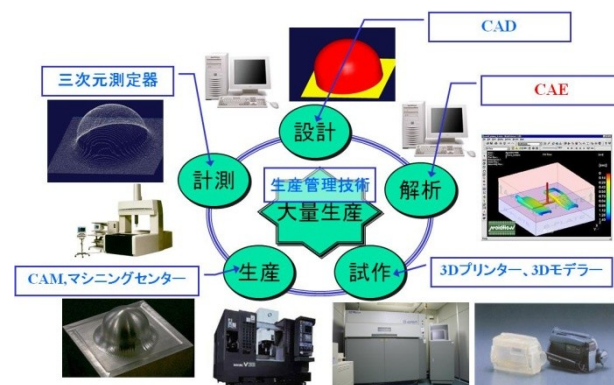 CAD
三次元測定器
CAE
設計
計測
解析
生産管理技術
大量生産
生産
試作
CAM,マシニングセンター
3Dプリンター、3Dモデラー